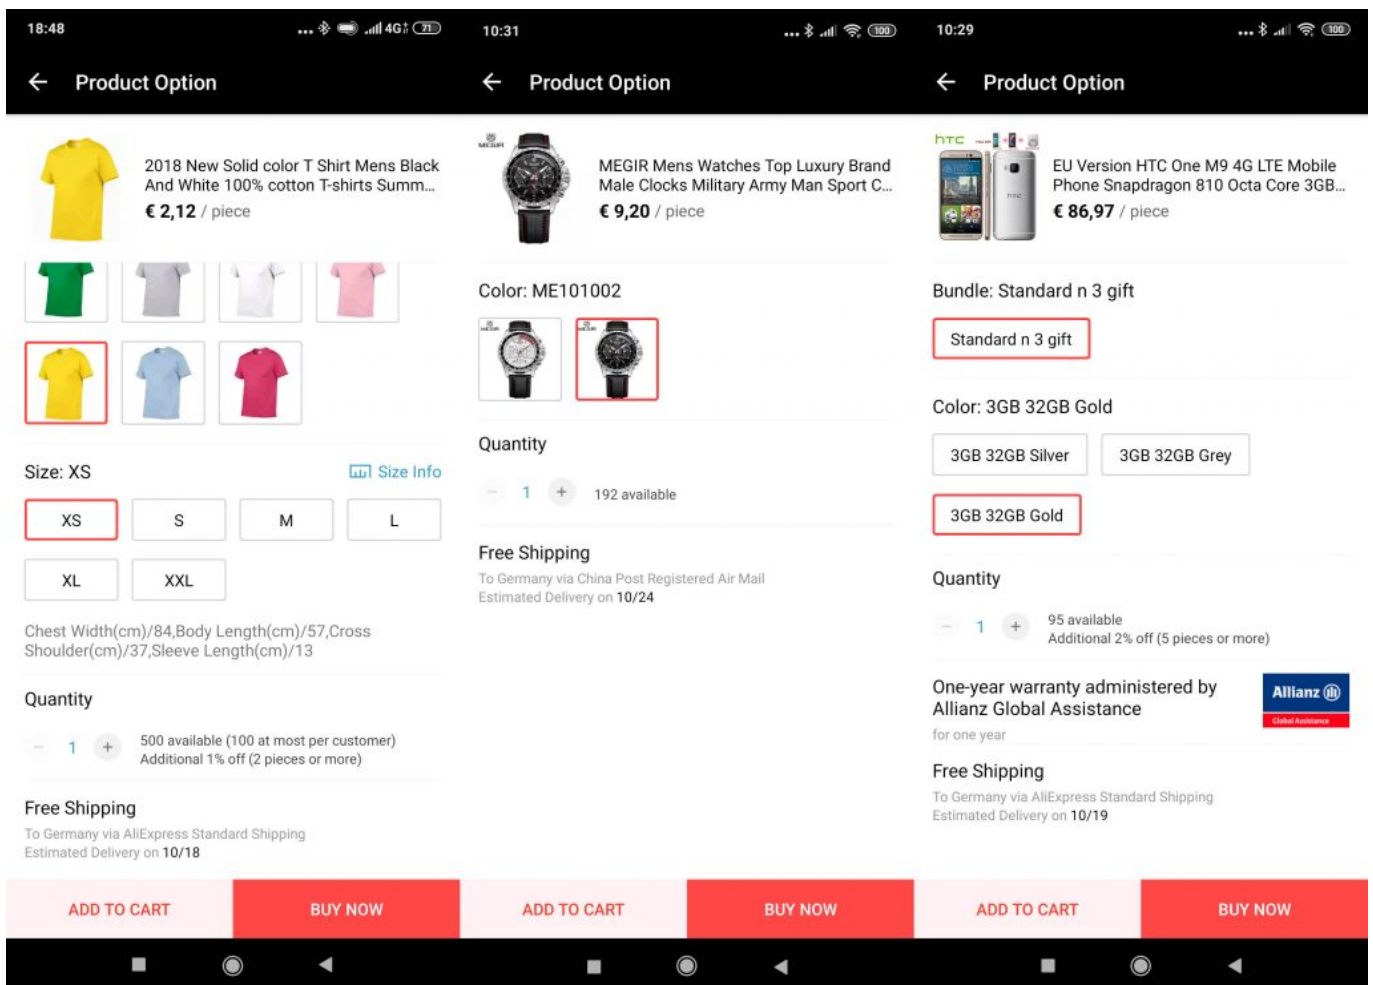 18:48
... 4G 71
Product Option
2018 New Solid color T Shirt Mens Black
And White 100% cotton T-shirts Summ...
€ 2,12 / piece
Size: XS
Size Info
XS
S
M
L
XL
XXL
Chest Width(cm)/84,Body Length(cm)/57,Cross
Shoulder(cm)/37,Sleeve Length(cm)/13
Quantity
1
500 available (100 at most per customer)
Additional 1% off (2 pieces or more)
Free Shipping
To Germany via AliExpress Standard Shipping
Estimated Delivery on 10/18
ADD TO CART
BUY NOW
10:31
... 100
Product Option
MEGIR
MEGIR Mens Watches Top Luxury Brand
Male Clocks Military Army Man Sport C...
€ 9,20 / piece
Color: ME101002
MEGIR
MEGIR
Quantity
1
192 available
Free Shipping
To Germany via China Post Registered Air Mail
Estimated Delivery on 10/24
ADD TO CART
BUY NOW
10:29
... 100
Product Option
hTC
hTC
EU Version HTC One M9 4G LTE Mobile
Phone Snapdragon 810 Octa Core 3GB...
€ 86,97 / piece
Bundle: Standard n 3 gift
Standard n 3 gift
Color: 3GB 32GB Gold
3GB 32GB Silver
3GB 32GB Grey
3GB 32GB Gold
Quantity
1
95 available
Additional 2% off (5 pieces or more)
One-year warranty administered by
Allianz Global Assistance
for one year
Allianz
Global Assistance
Free Shipping
To Germany via AliExpress Standard Shipping
Estimated Delivery on 10/19
ADD TO CART
BUY NOW